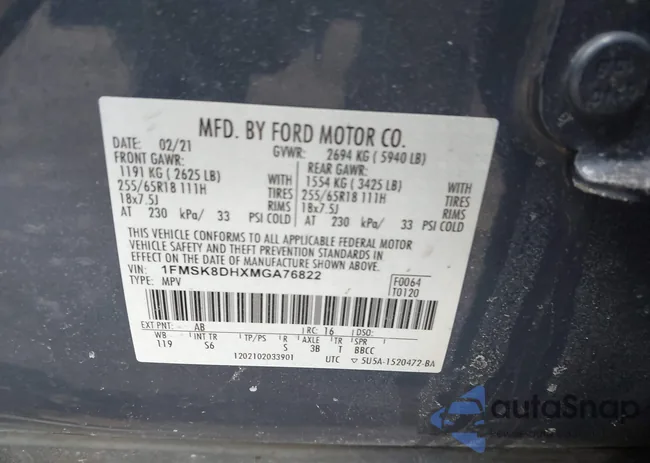 MFD. BY FORD MOTOR CO.
DATE: 02/21 GVWR: 2694 KG ( 5940 LB)
FRONT GAWR: REAR GAWR:
1191 KG ( 2625 LB) WITH 1554 KG ( 3425 LB) WITH
255/65R18 111H TIRES 255/65R18 111H TIRES
18x7.5J RIMS 18x7.5J RIMS
AT 230 kPa/ 33 PSI COLD AT 230 kPa/ 33 PSI COLD
THIS VEHICLE CONFORMS TO ALL APPLICABLE FEDERAL MOTOR
VEHICLE SAFETY AND THEFT PREVENTION STANDARDS IN
EFFECT ON THE DATE OF MANUFACTURE SHOWN ABOVE.
VIN: 1FMSK8DHXMGA76822
TYPE: MPV
F0064
T0120
EXT PNT: AB RC: 16 DSO:
WB INT TR TP/PS R AXLE TR SPR
119 S6 S 3B T BBCC
120210203390​1 UTC 5U5A-1520472-BA
autoSnap